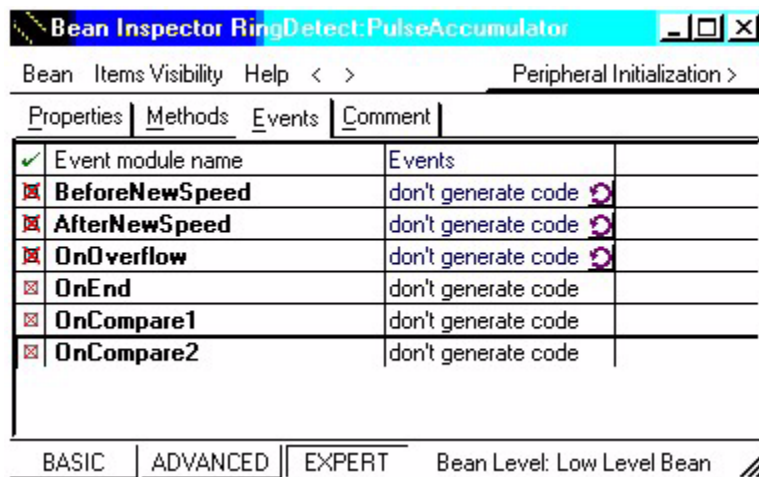 Bean Inspector RingDetect:PulseAccumulator
Bean Items Visibility Help < > Peripheral Initialization >
Properties Methods Events Comment
Event module name Events
BeforeNewSpeed don't generate code
AfterNewSpeed don't generate code
OnOverflow don't generate code
OnEnd don't generate code
OnCompare1 don't generate code
OnCompare2 don't generate code
BASIC ADVANCED EXPERT Bean Level: Low Level Bean